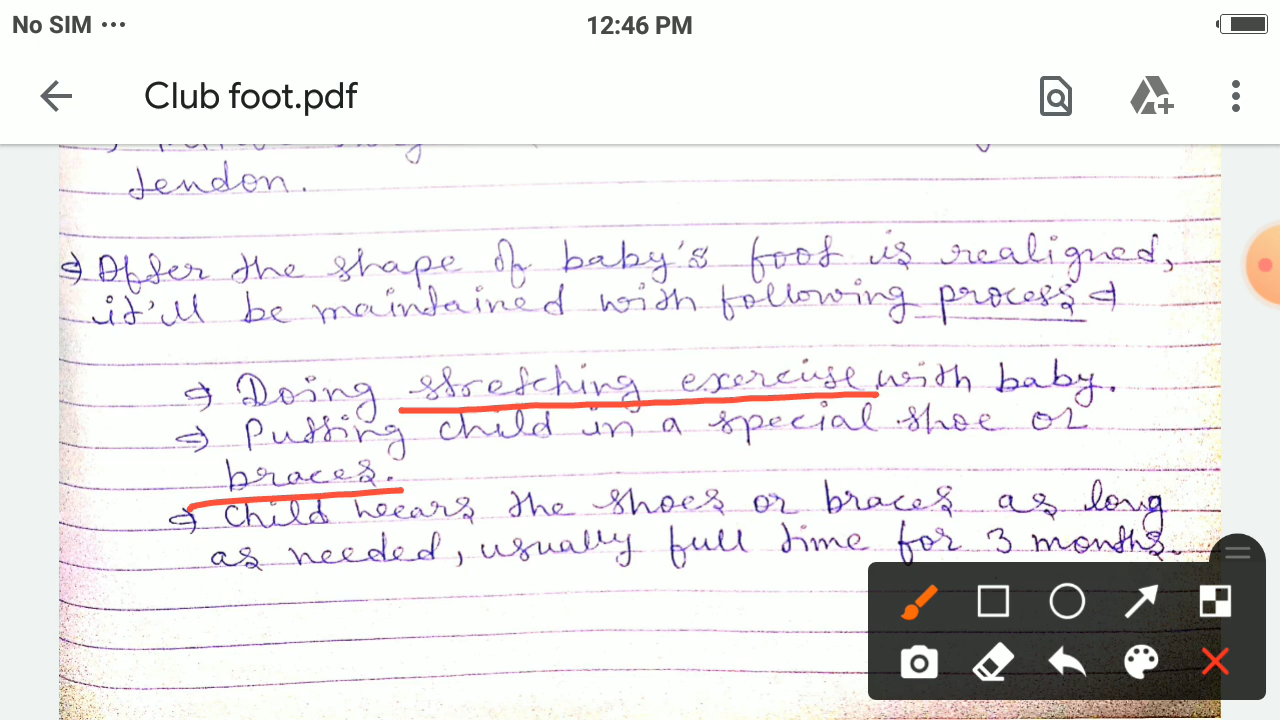 No SIM ...
12:46 PM
Club foot.pdf
tendon.
⇒ After the shape of baby's foot is realigned,
it'll be maintained with following process ⇒
⇒ Doing stretching exercise with baby.
⇒ Putting child in a special shoe or
braces.
⇒ Child wears the shoes or braces as long
as needed, usually full time for 3 months.